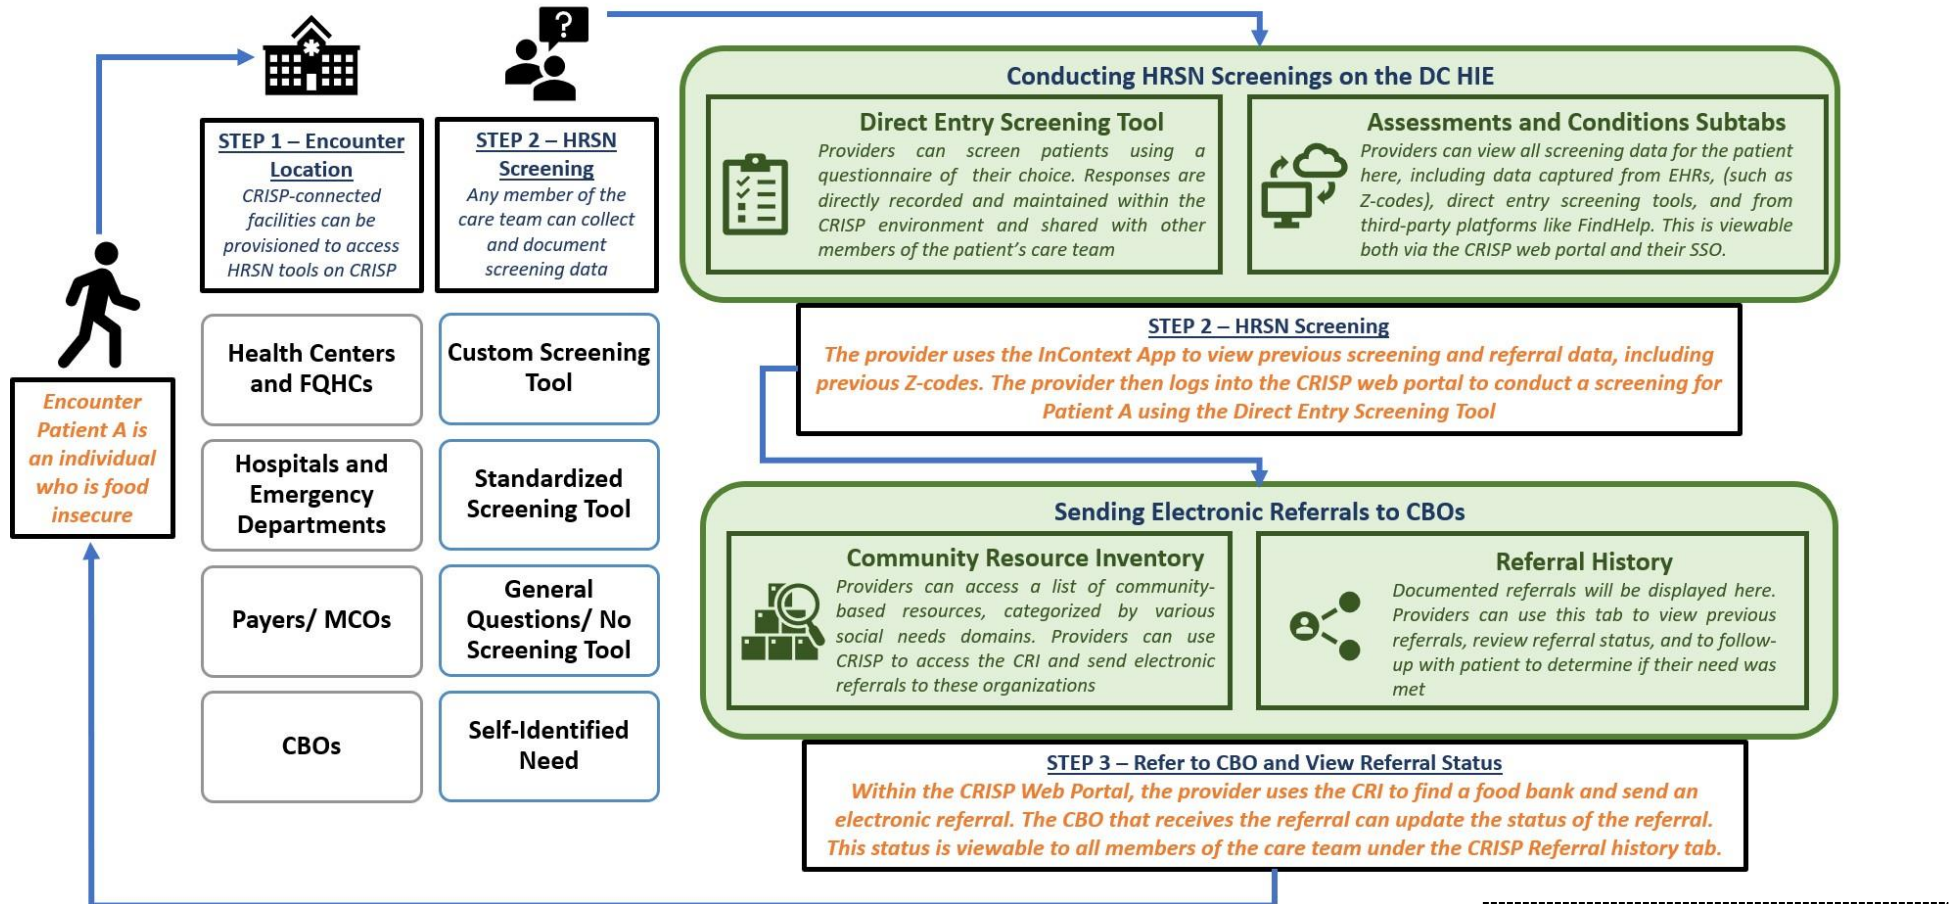 ?
Encounter
Patient A is
an individual
who is food
insecure
STEP 1 – Encounter
Location
CRISP-connected
facilities can be
provisioned to access
HRSN tools on CRISP
Health Centers
and FQHCs
Hospitals and
Emergency
Departments
Payers/ MCOs
CBOs
STEP 2 – HRSN
Screening
Any member of the
care team can collect
and document
screening data
Custom Screening
Tool
Standardized
Screening Tool
General
Questions/ No
Screening Tool
Self-Identified
Need
Conducting HRSN Screenings on the DC HIE
Direct Entry Screening Tool
Providers can screen patients using a
questionnaire of their choice. Responses are
directly recorded and maintained within the
CRISP environment and shared with other
members of the patient's care team
Assessments and Conditions Subtabs
Providers can view all screening data for the patient
here, including data captured from EHRs, (such as
Z-codes), direct entry screening tools, and from
third-party platforms like FindHelp. This is viewable
both via the CRISP web portal and their SSO.
STEP 2 – HRSN Screening
The provider uses the InContext App to view previous screening and referral data, including
previous Z-codes. The provider then logs into the CRISP web portal to conduct a screening for
Patient A using the Direct Entry Screening Tool
Sending Electronic Referrals to CBOs
Community Resource Inventory
Providers can access a list of community-
based resources, categorized by various
social needs domains. Providers can use
CRISP to access the CRI and send electronic
referrals to these organizations
Referral History
Documented referrals will be displayed here.
Providers can use this tab to view previous
referrals, review referral status, and to follow-
up with patient to determine if their need was
met
STEP 3 – Refer to CBO and View Referral Status
Within the CRISP Web Portal, the provider uses the CRI to find a food bank and send an
electronic referral. The CBO that receives the referral can update the status of the referral.
This status is viewable to all members of the care team under the CRISP Referral history tab.